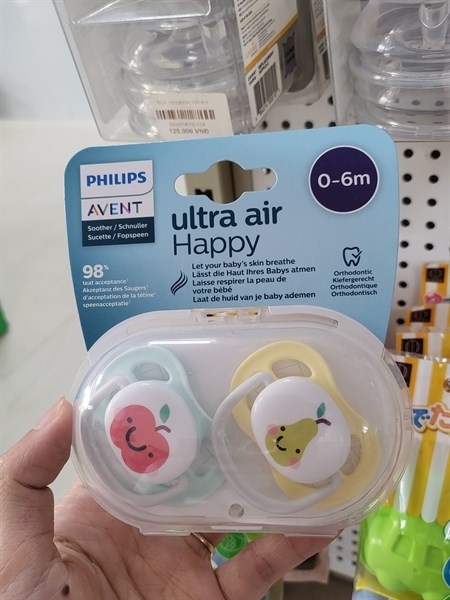 125.000 VNĐ
PHILIPS
AVENT
Soother / Schnuller
Sucette / Fopspeen
ultra air
Happy
0-6m
98%
teat acceptance
Akzeptanz des Saugers
d'acceptation de la tétine
speenacceptatie
Let your baby's skin breathe
Lässt die Haut Ihres Babys atmen
Laisse respirer la peau de
votre bébé
Laat de huid van je baby ademen
Orthodontic
Kiefergerecht
Orthodontique
Orthodontisch